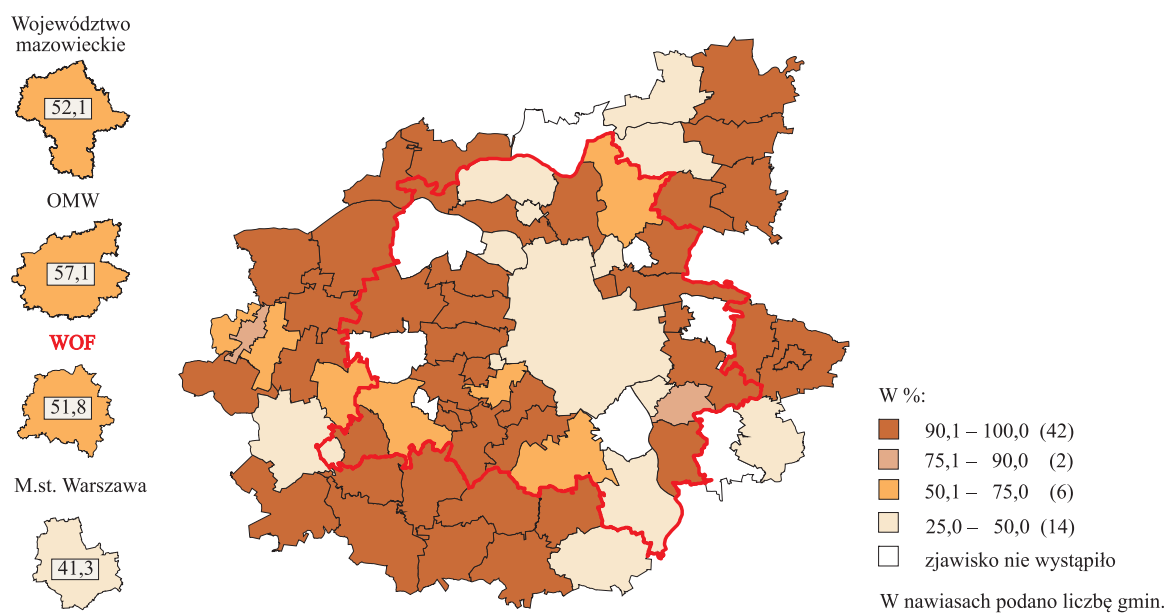 Województwo
mazowieckie
52,1
OMW
57,1
WOF
51,8
M.st. Warszawa
41,3
W %:
90,1 – 100,0 (42)
75,1 – 90,0 (2)
50,1 – 75,0 (6)
25,0 – 50,0 (14)
zjawisko nie wystąpiło
W nawiasach podano liczbę gmin.